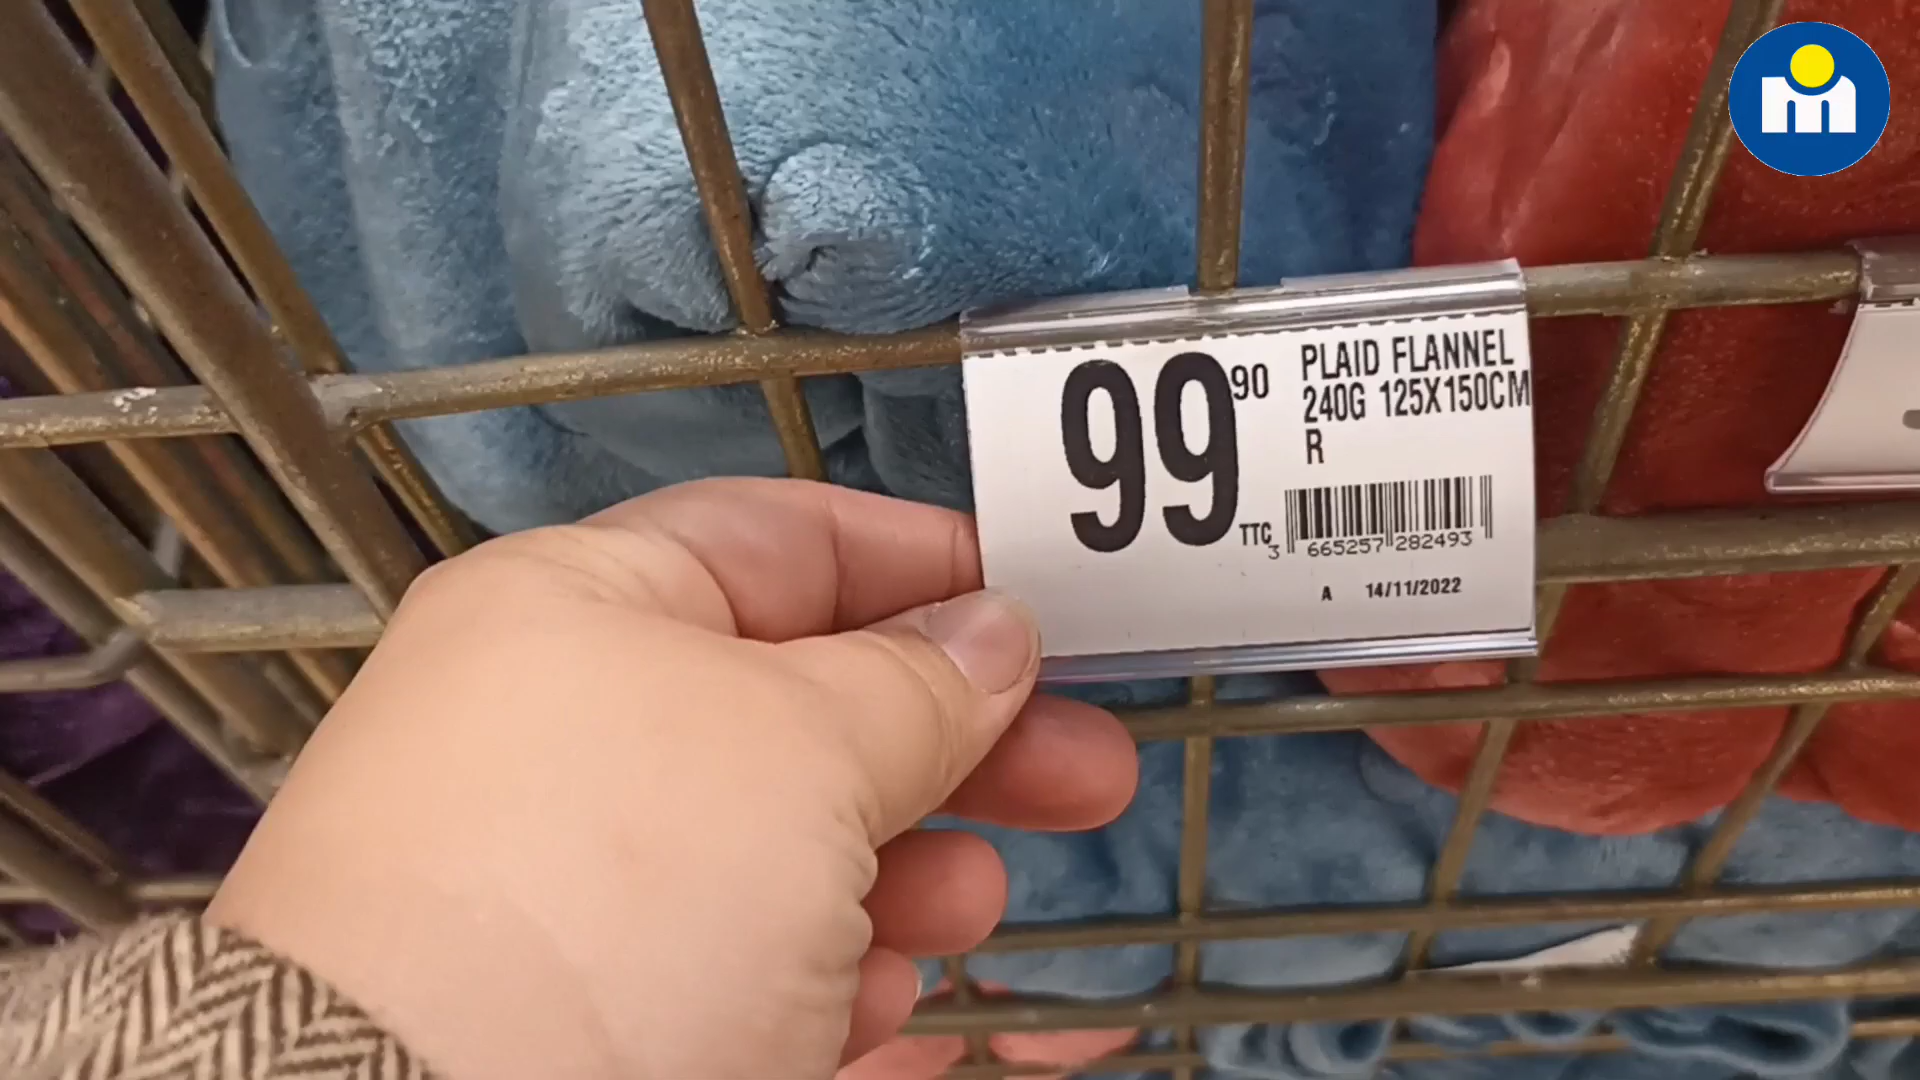 99 90
PLAID FLANNEL
240G 125X150CM
R
TTC
3 665257 282493
A 14/11/2022
m